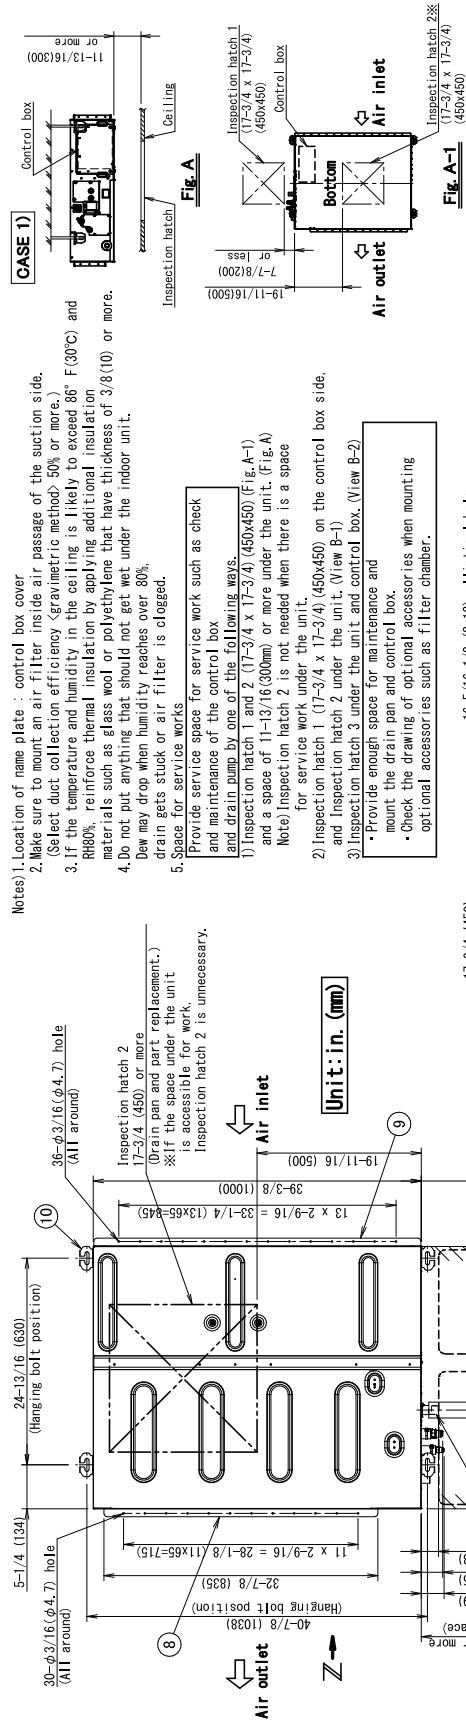 Notes) 1. Location of name plate : control box cover
2. Make sure to mount an air filter inside air passage of the suction side.
(Select duct collection efficiency <gravimetric method> 50% or more.)
3. If the temperature and humidity in the ceiling is likely to exceed 86° F(30°C) and
RH80%, reinforce thermal insulation by applying additional insulation
materials such as glass wool or polyethylene that have thickness of 3/8(10) or more.
4. Do not put anything that should not get wet under the indoor unit.
Dew may drop when humidity reaches over 80%,
drain gets stuck or air filter is clogged.
5. Space for service works
Provide service space for service work such as check
and maintenance of the control box
and drain pump by one of the following ways.
1) Inspection hatch 1 and 2 (17-3/4 x 17-3/4)(450x450)(Fig. A-1)
and a space of 11-13/16(300mm) or more under the unit. (Fig. A)
Note) Inspection hatch 2 is not needed when there is a space
for service work under the unit.
2) Inspection hatch 1 (17-3/4 x 17-3/4)(450x450) on the control box side,
and Inspection hatch 2 under the unit. (View B-1)
3) Inspection hatch 3 under the unit and control box. (View B-2)
・Provide enough space for maintenance and
mount the drain pan and control box.
・Check the drawing of optional accessories when mounting
optional accessories such as filter chamber.
CASE 1)
Control box
11-13/16(300)
or more
Inspection hatch
Ceiling
Fig. A
Inspection hatch 1
(17-3/4 x 17-3/4)
(450x450)
Control box
7-7/8(200)
or less
19-11/16(500)
Bottom
Air outlet
Air inlet
Inspection hatch 2※
(17-3/4 x 17-3/4)
(450x450)
Fig. A-1
30-φ3/16(φ4.7) hole
(All around)
5-1/4 (134)
24-13/16 (630)
(Hanging bolt position)
10
36-φ3/16(φ4.7) hole
(All around)
Inspection hatch 2
17-3/4 (450) or more
(Drain pan and part replacement.)
※If the space under the unit
is accessible for work,
Inspection hatch 2 is unnecessary.
8
Air outlet
40-7/8 (1038)
(Hanging bolt position)
32-7/8 (835)
11 x 2-9/16 = 28-1/8 (11x65=715)
13 x 2-9/16 = 33-1/4 (13x65=845)
39-3/8 (1000)
19-11/16 (500)
Air inlet
9
Unit:in. (mm)
N